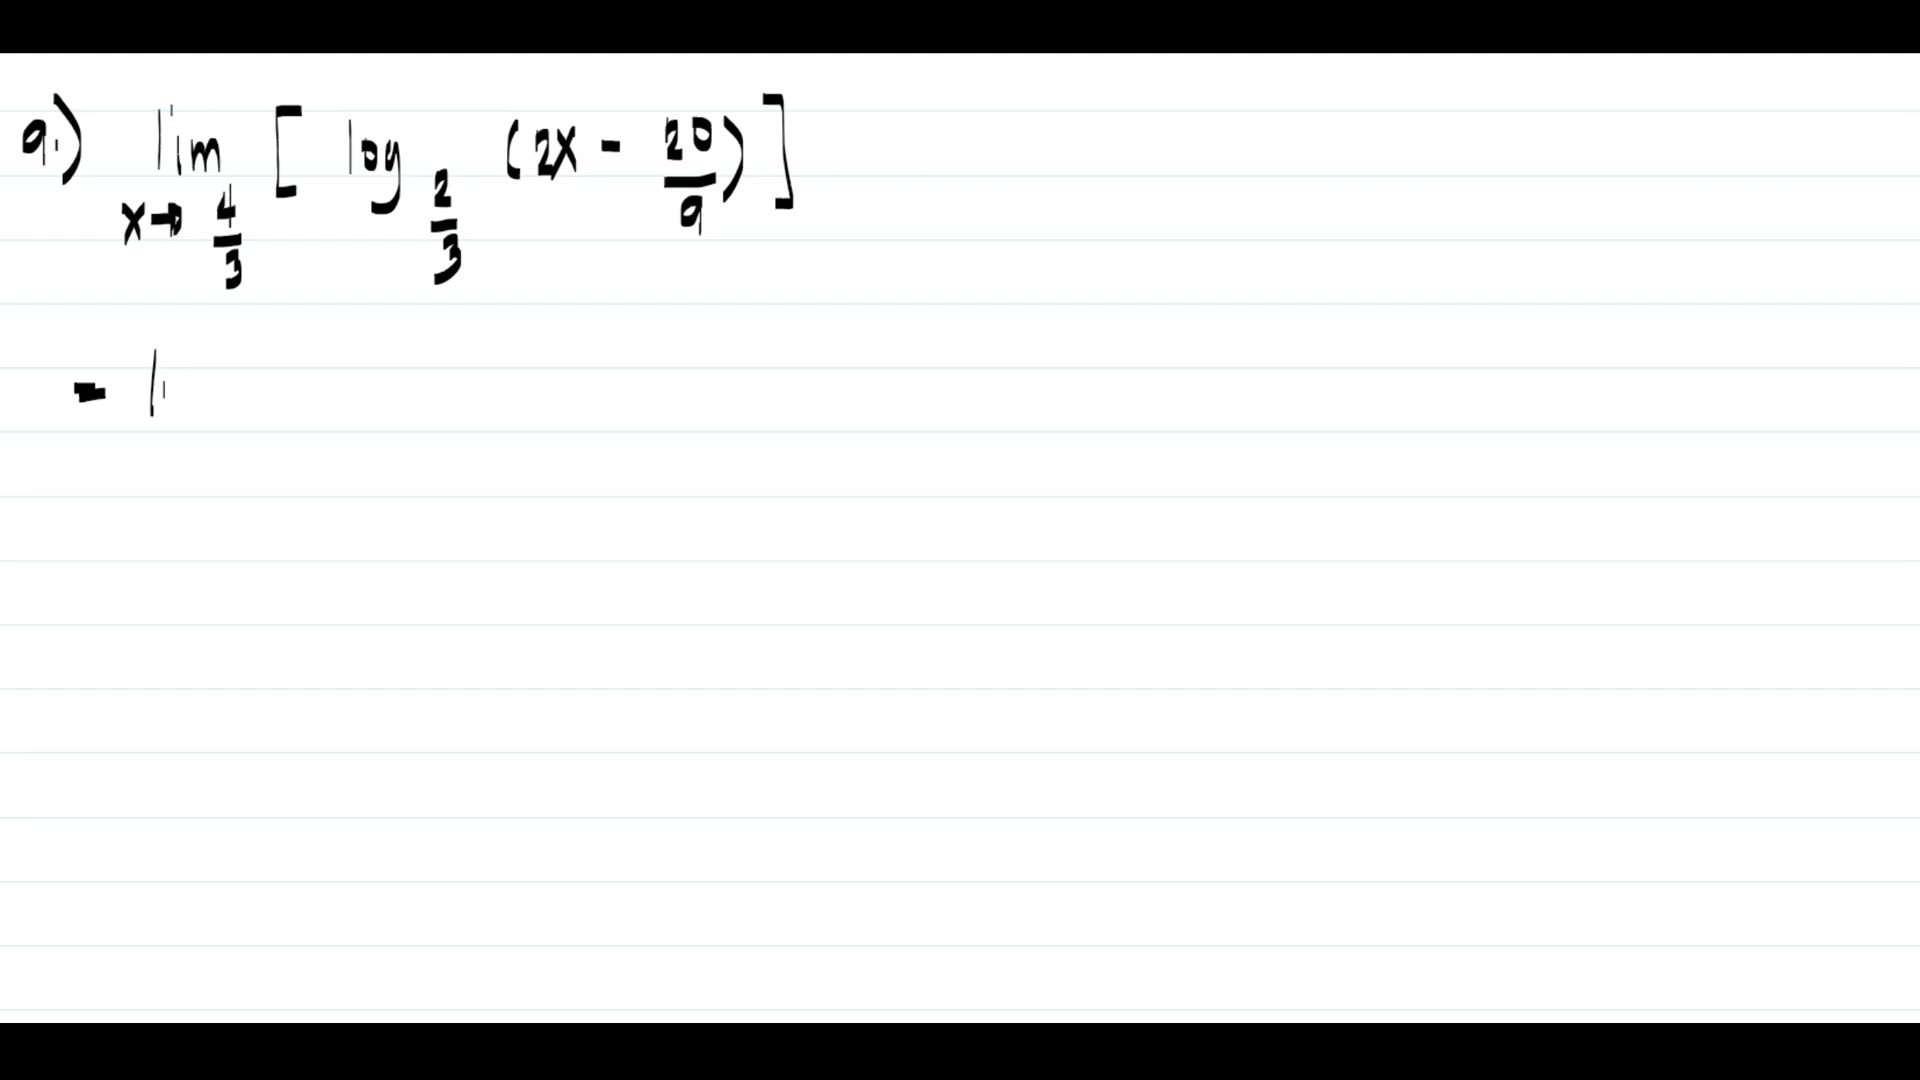 9.) lim x→4/3 [ log 2/3 (2x - 20/9) ]
= l